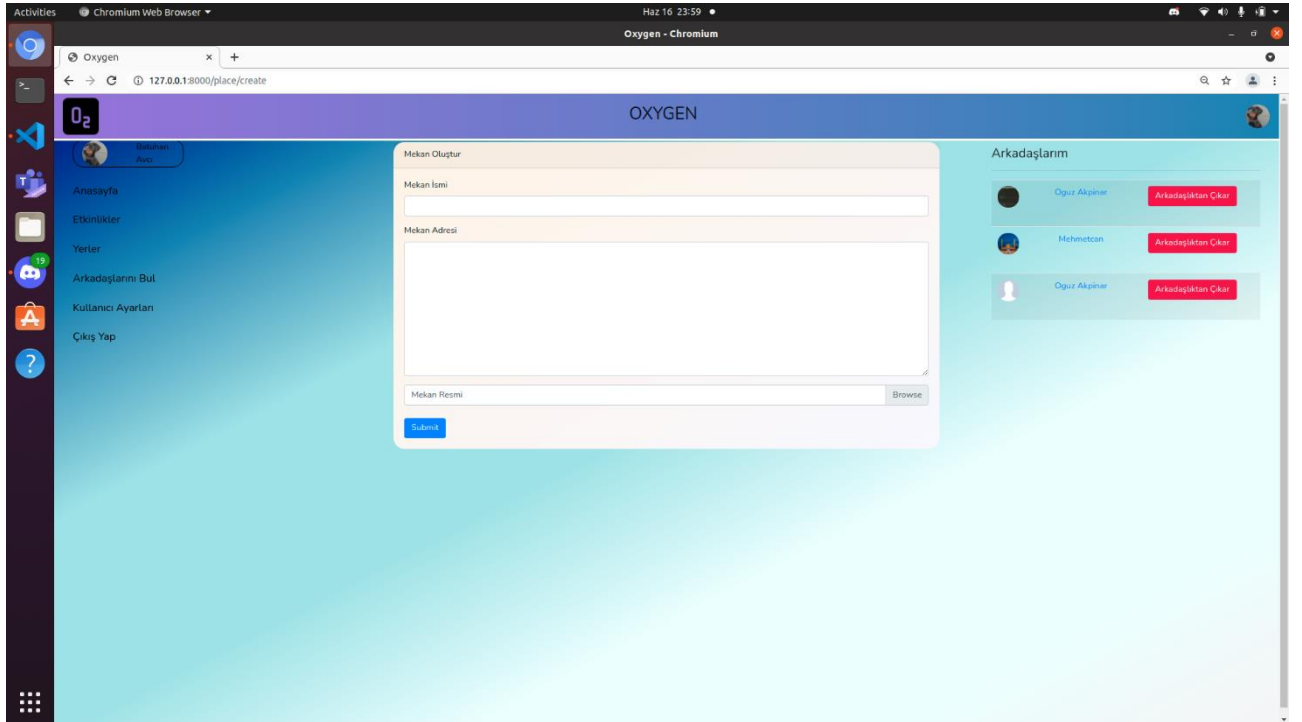 Activities
Chromium Web Browser
Haz 16 23:59
Oxygen - Chromium
Oxygen
127.0.0.1:8000/place/create
O2
OXYGEN
Batuhan
Avcı
Anasayfa
Etkinlikler
Yerler
Arkadaşlarını Bul
Kullanıcı Ayarları
Çıkış Yap
Mekan Oluştur
Mekan İsmi
Mekan Adresi
Mekan Resmi
Browse
Submit
Arkadaşlarım
Oguz Akpinar
Arkadaşlıktan Çıkar
Mehmetcan
Arkadaşlıktan Çıkar
Oguz Akpinar
Arkadaşlıktan Çıkar
19